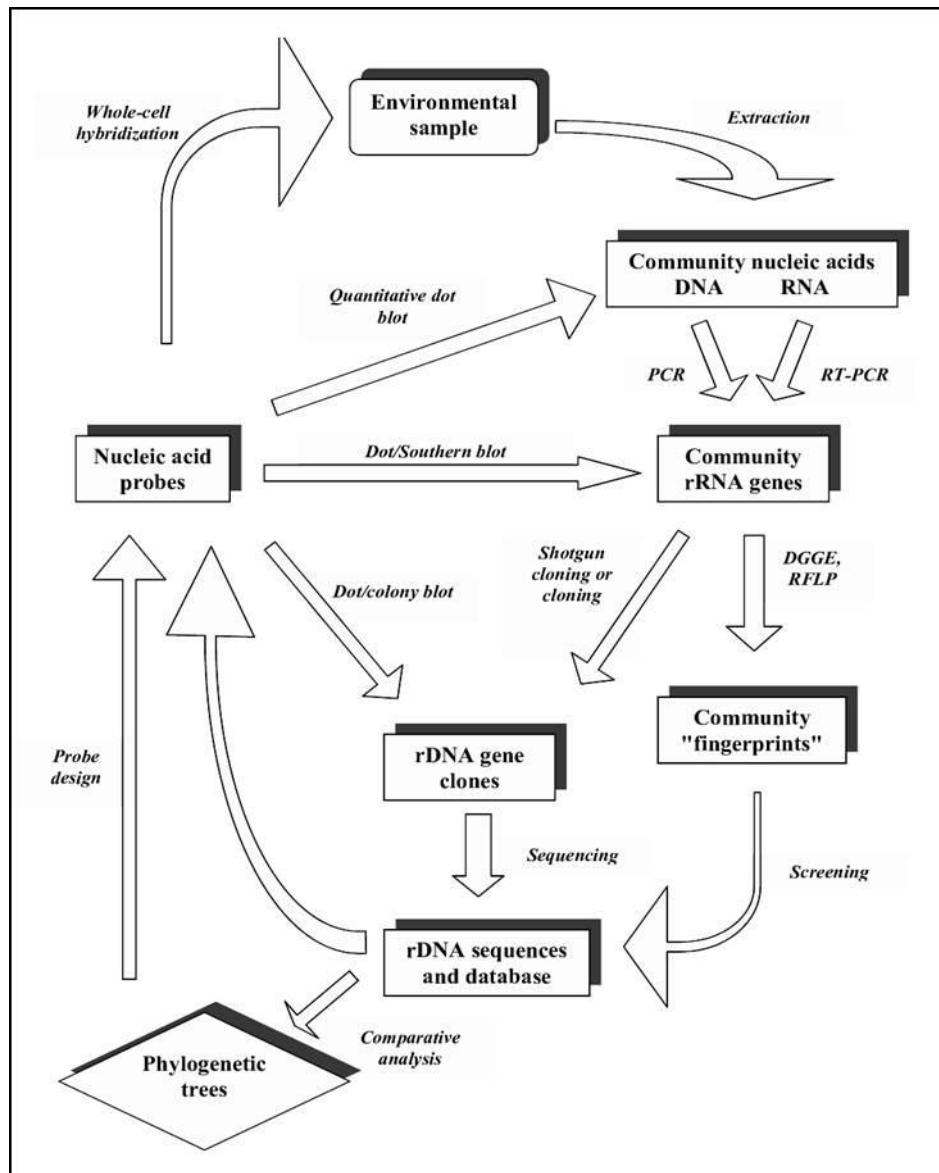 Whole-cell
hybridization
Environmental
sample
Extraction
Community nucleic acids
DNA RNA
Quantitative dot
blot
PCR
RT-PCR
Nucleic acid
probes
Dot/Southern blot
Community
rRNA genes
Dot/colony blot
Shotgun
cloning or
cloning
DGGE,
RFLP
Probe
design
rDNA gene
clones
Community
"fingerprints"
Sequencing
Screening
rDNA sequences
and database
Comparative
analysis
Phylogenetic
trees